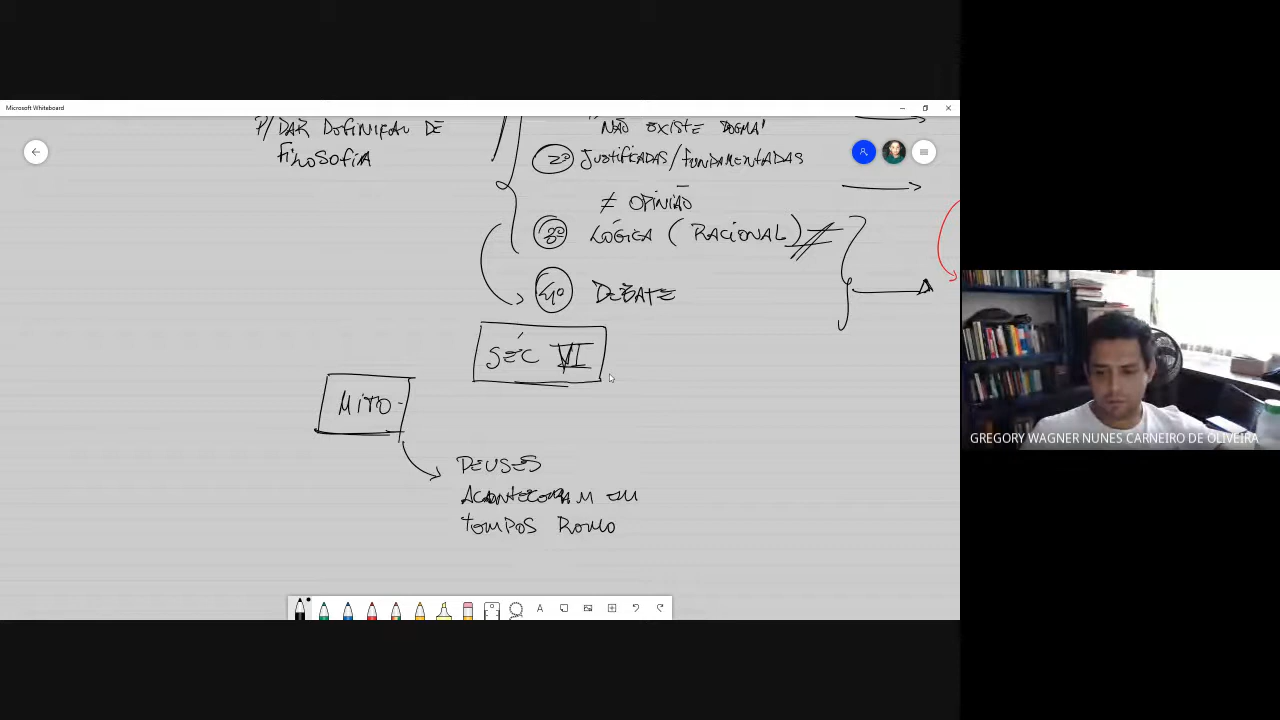 Microsoft Whiteboard
P/ DAR DEFINIÇÃO DE
FILOSOFIA
"NÃO EXISTE DOGMA"
2º JUSTIFICADAS/FUNDAMENTADAS
≠ OPINIÃO
3º LÓGICA (RACIONAL)
4º DEBATE
SÉC VI
MITO
DEUSES
ACONTECERAM EM
TEMPOS REMO
GREGORY WAGNER NUNES CARNEIRO DE OLIVEIRA